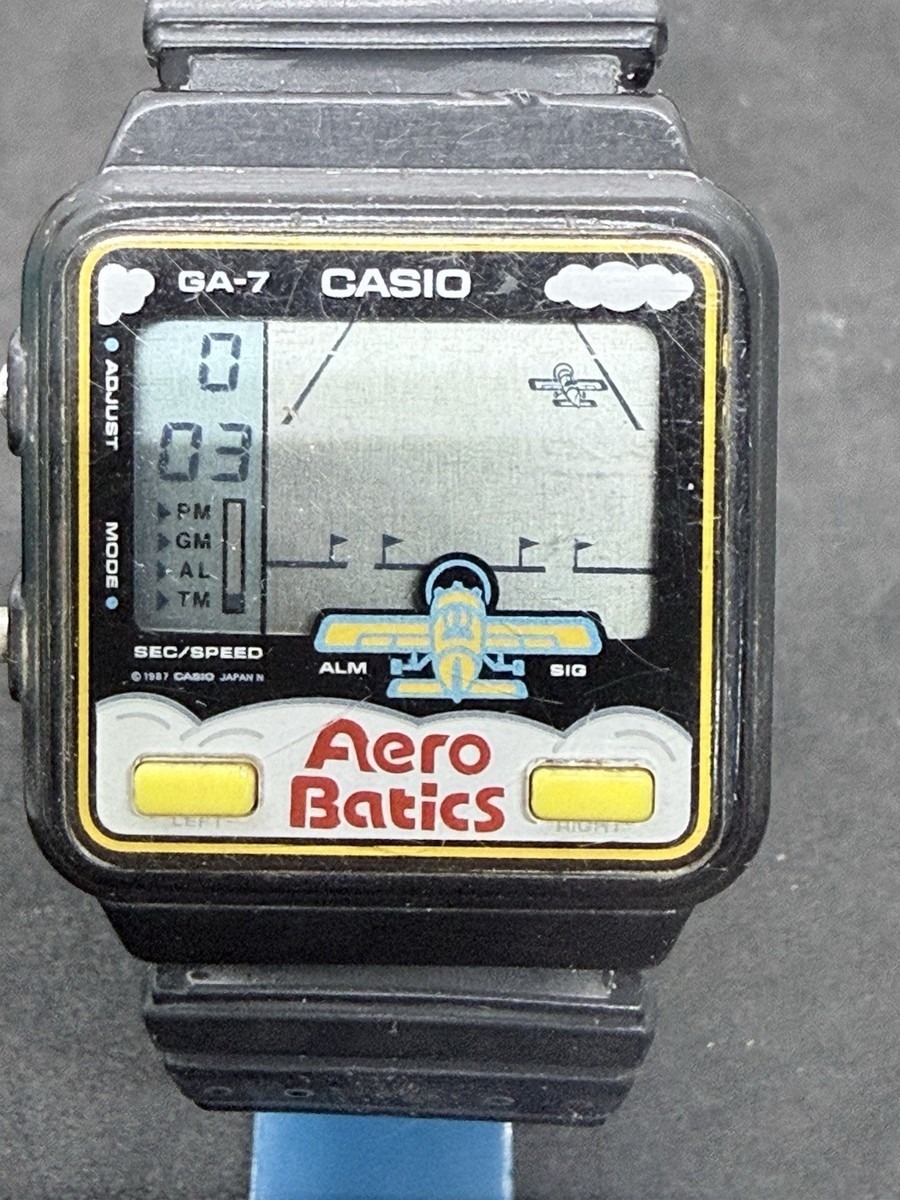 GA-7 CASIO
ADJUST
0
03
PM
GM
AL
TM
MODE
SEC/SPEED
ALM SIG
© 1987 CASIO JAPAN N
Aero
Batics
LEFT RIGHT